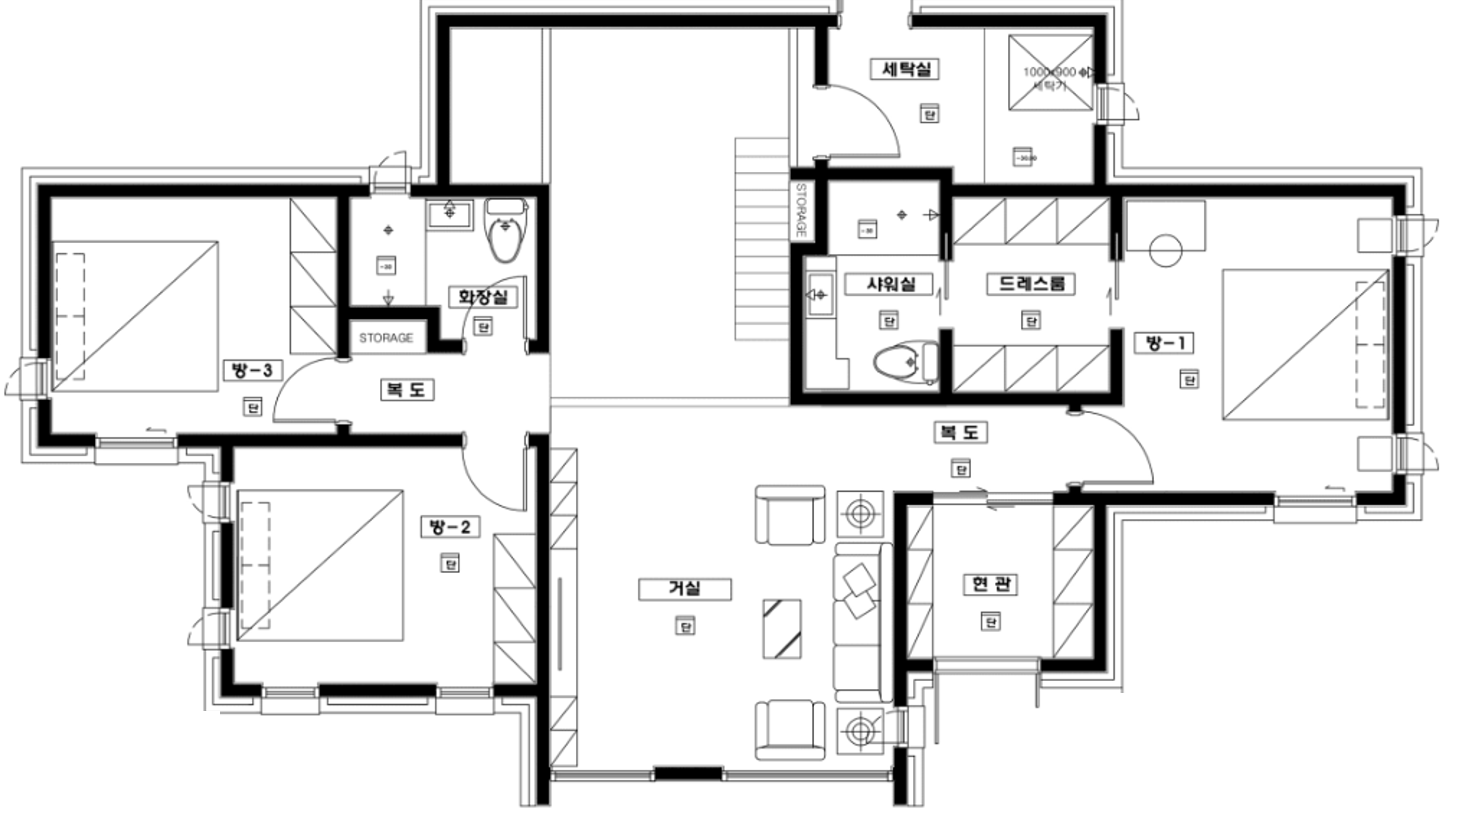 세탁실
1000x900
세탁기
단
-30.00
STORAGE
-30
-30
샤워실
단
드레스룸
단
화장실
단
STORAGE
방-1
단
방-3
단
복 도
복 도
단
방-2
단
거실
단
현 관
단